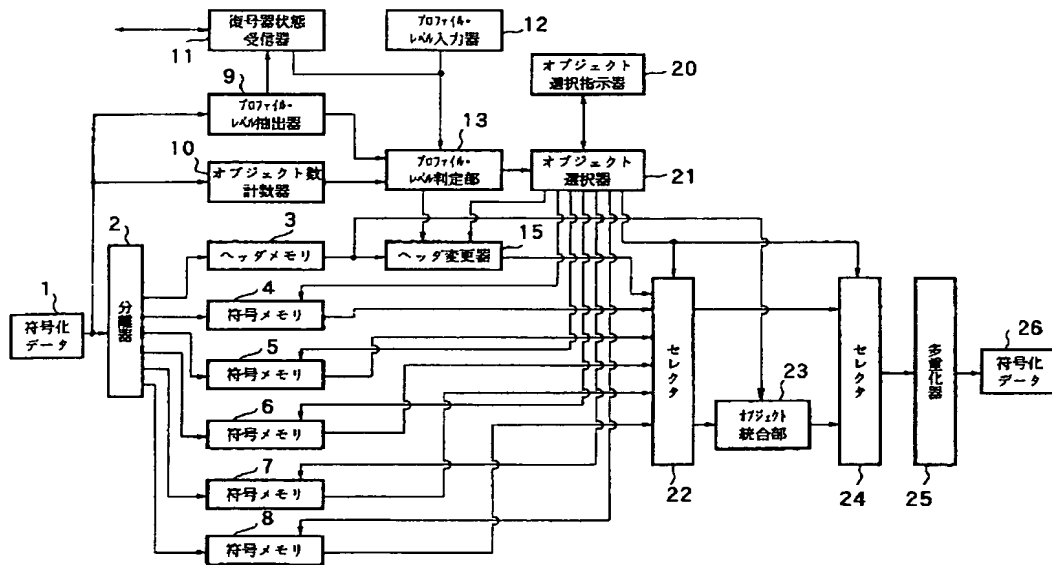 復号器状態
受信器
11
プロファイル・
レベル入力器
12
オブジェクト
選択指示器
20
9
プロファイル・
レベル抽出器
13
プロファイル・
レベル判定部
オブジェクト
選択器
21
10
オブジェクト数
計数器
2
分離器
3
ヘッダメモリ
15
ヘッダ変更器
1
符号化
データ
4
符号メモリ
5
符号メモリ
6
符号メモリ
7
符号メモリ
8
符号メモリ
セレクタ
22
23
オブジェクト
統合部
セレクタ
24
多重化器
25
26
符号化
データ